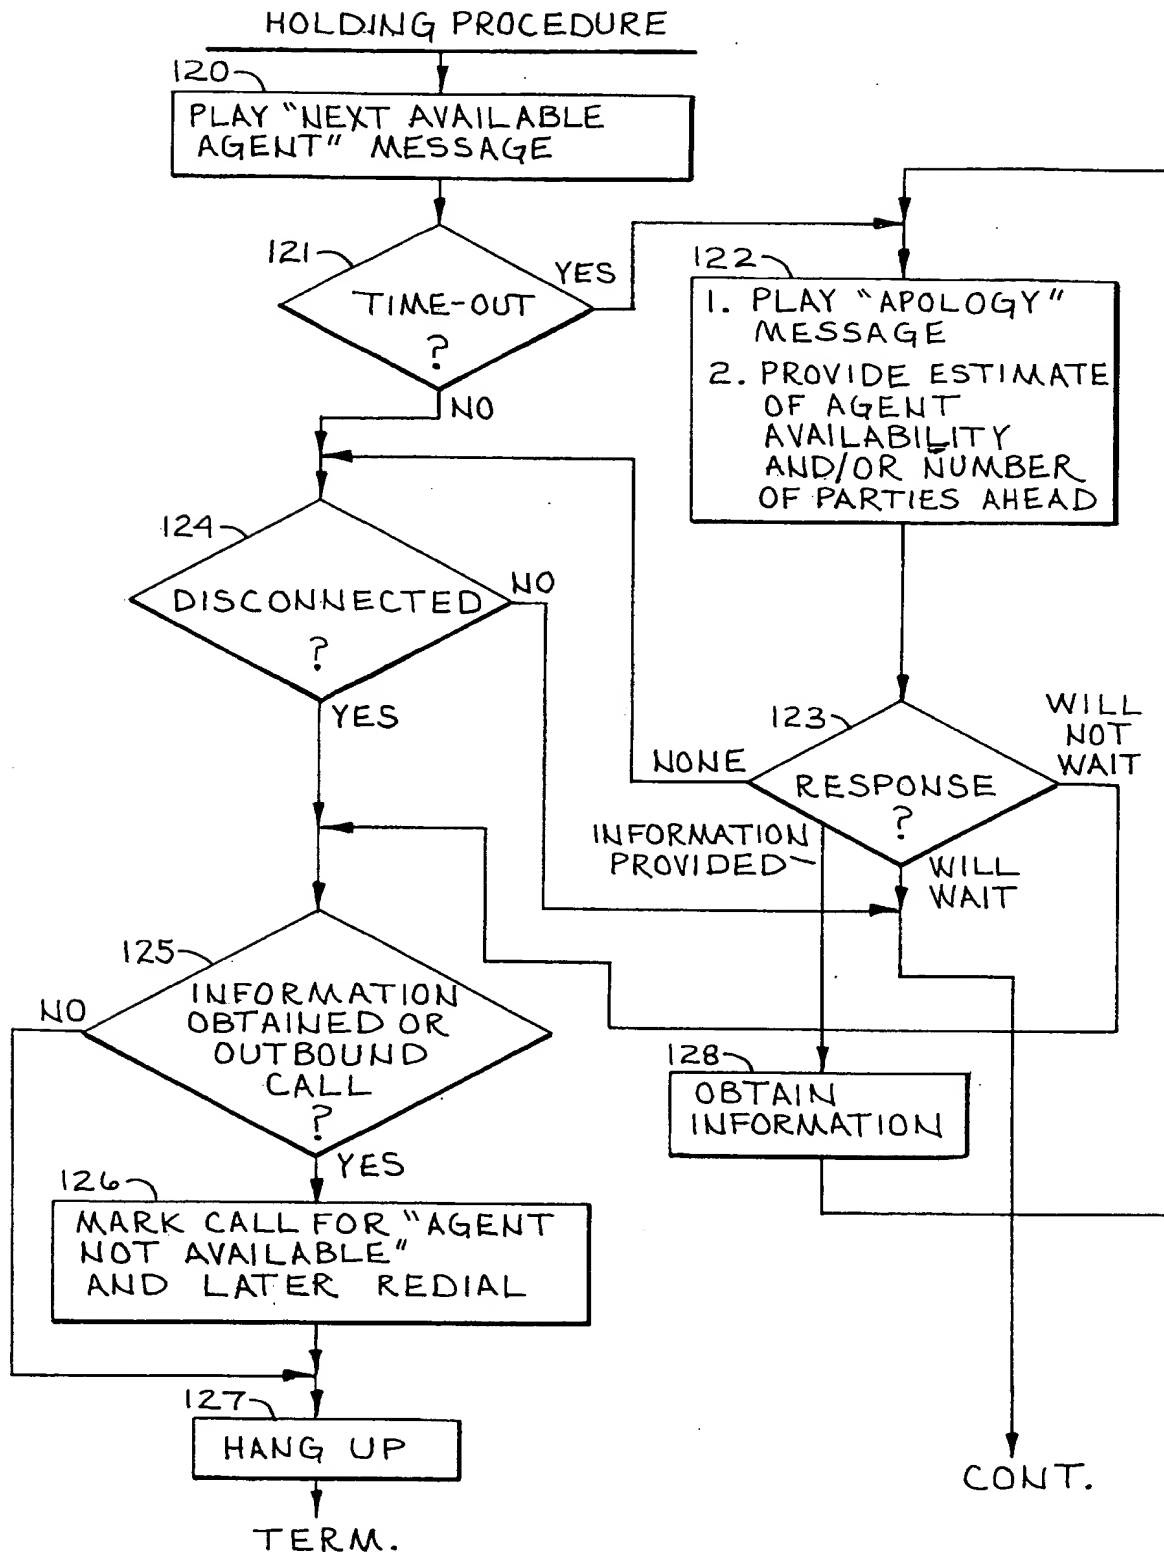 HOLDING PROCEDURE
120
PLAY "NEXT AVAILABLE
AGENT" MESSAGE
121
TIME-OUT
?
YES
NO
122
1. PLAY "APOLOGY"
MESSAGE
2. PROVIDE ESTIMATE
OF AGENT
AVAILABILITY
AND/OR NUMBER
OF PARTIES AHEAD
124
DISCONNECTED
?
NO
YES
123
RESPONSE
?
NONE
WILL
NOT
WAIT
INFORMATION
PROVIDED
WILL
WAIT
125
INFORMATION
OBTAINED OR
OUTBOUND
CALL
?
NO
YES
128
OBTAIN
INFORMATION
126
MARK CALL FOR "AGENT
NOT AVAILABLE"
AND LATER REDIAL
127
HANG UP
TERM.
CONT.